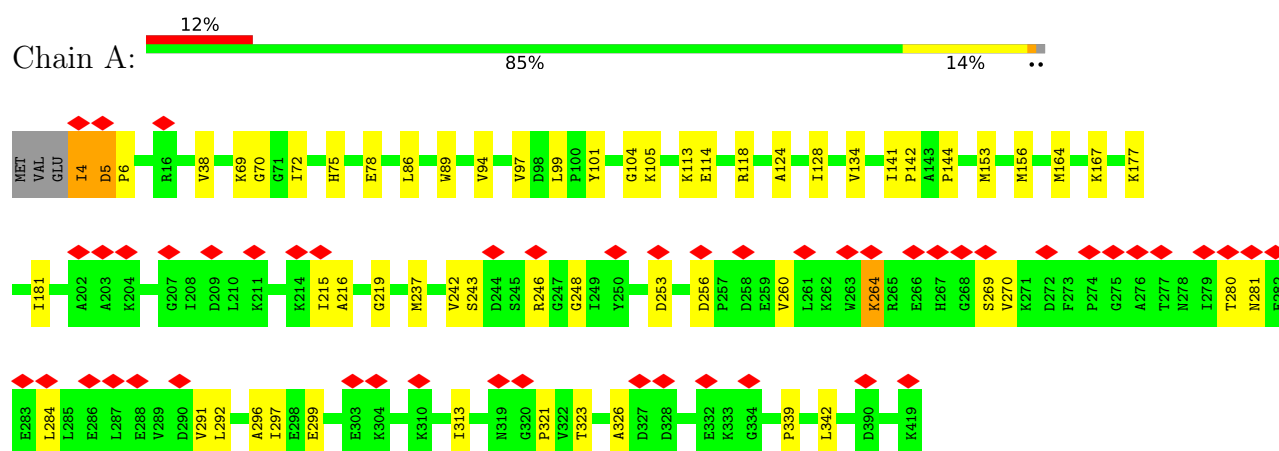 12%
Chain A:
85% 14% ••
MET VAL GLU I4 D5 P6 R16 V38 K69 G70 G71 I72 H75 E78 L86 W89 V94 V97 D98 L99 P100 Y101 G104 K105 K113 E114 R118 A124 I128 V134 I141 P142 A143 P144 M153 M156 M164 K167 K177
I181 A202 A203 K204 G207 I208 D209 L210 K211 K214 I215 A216 G219 M237 V242 S243 D244 S245 R246 G247 G248 I249 Y250 D253 D256 P257 D258 E259 V260 L261 K262 W263 K264 R265 E266 H267 G268 S269 V270 K271 D272 F273 P274 G275 A276 T277 N278 I279 T280 N281
E283 L284 L285 E286 L287 E288 V289 D290 V291 L292 A296 I297 E298 E299 E303 K304 K310 I313 N319 G320 P321 V322 T323 A326 D327 D328 E332 K333 G334 P339 L342 D390 K419